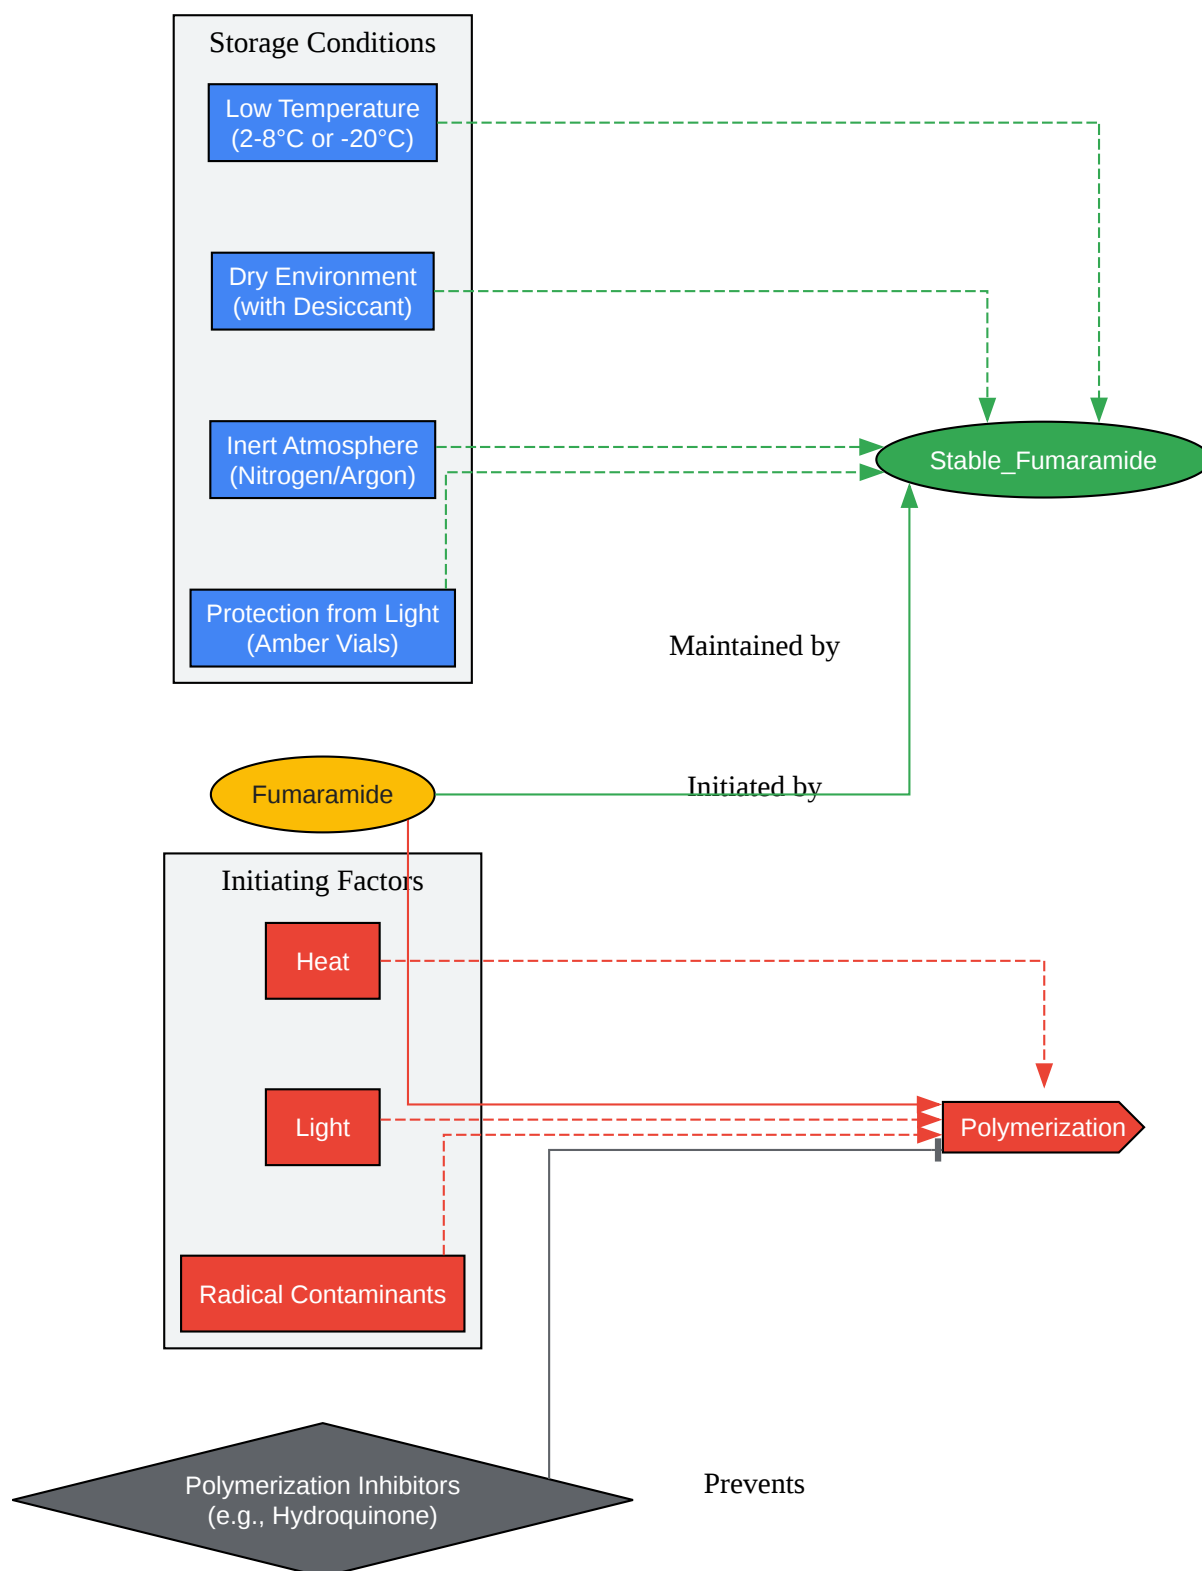 Storage Conditions
Low Temperature
(2-8°C or -20°C)
Dry Environment
(with Desiccant)
Inert Atmosphere
(Nitrogen/Argon)
Stable_Fumaramide
Protection from Light
(Amber Vials)
Maintained by
Fumaramide
Initiated by
Initiating Factors
Heat
Light
Polymerization
Radical Contaminants
Polymerization Inhibitors
(e.g., Hydroquinone)
Prevents